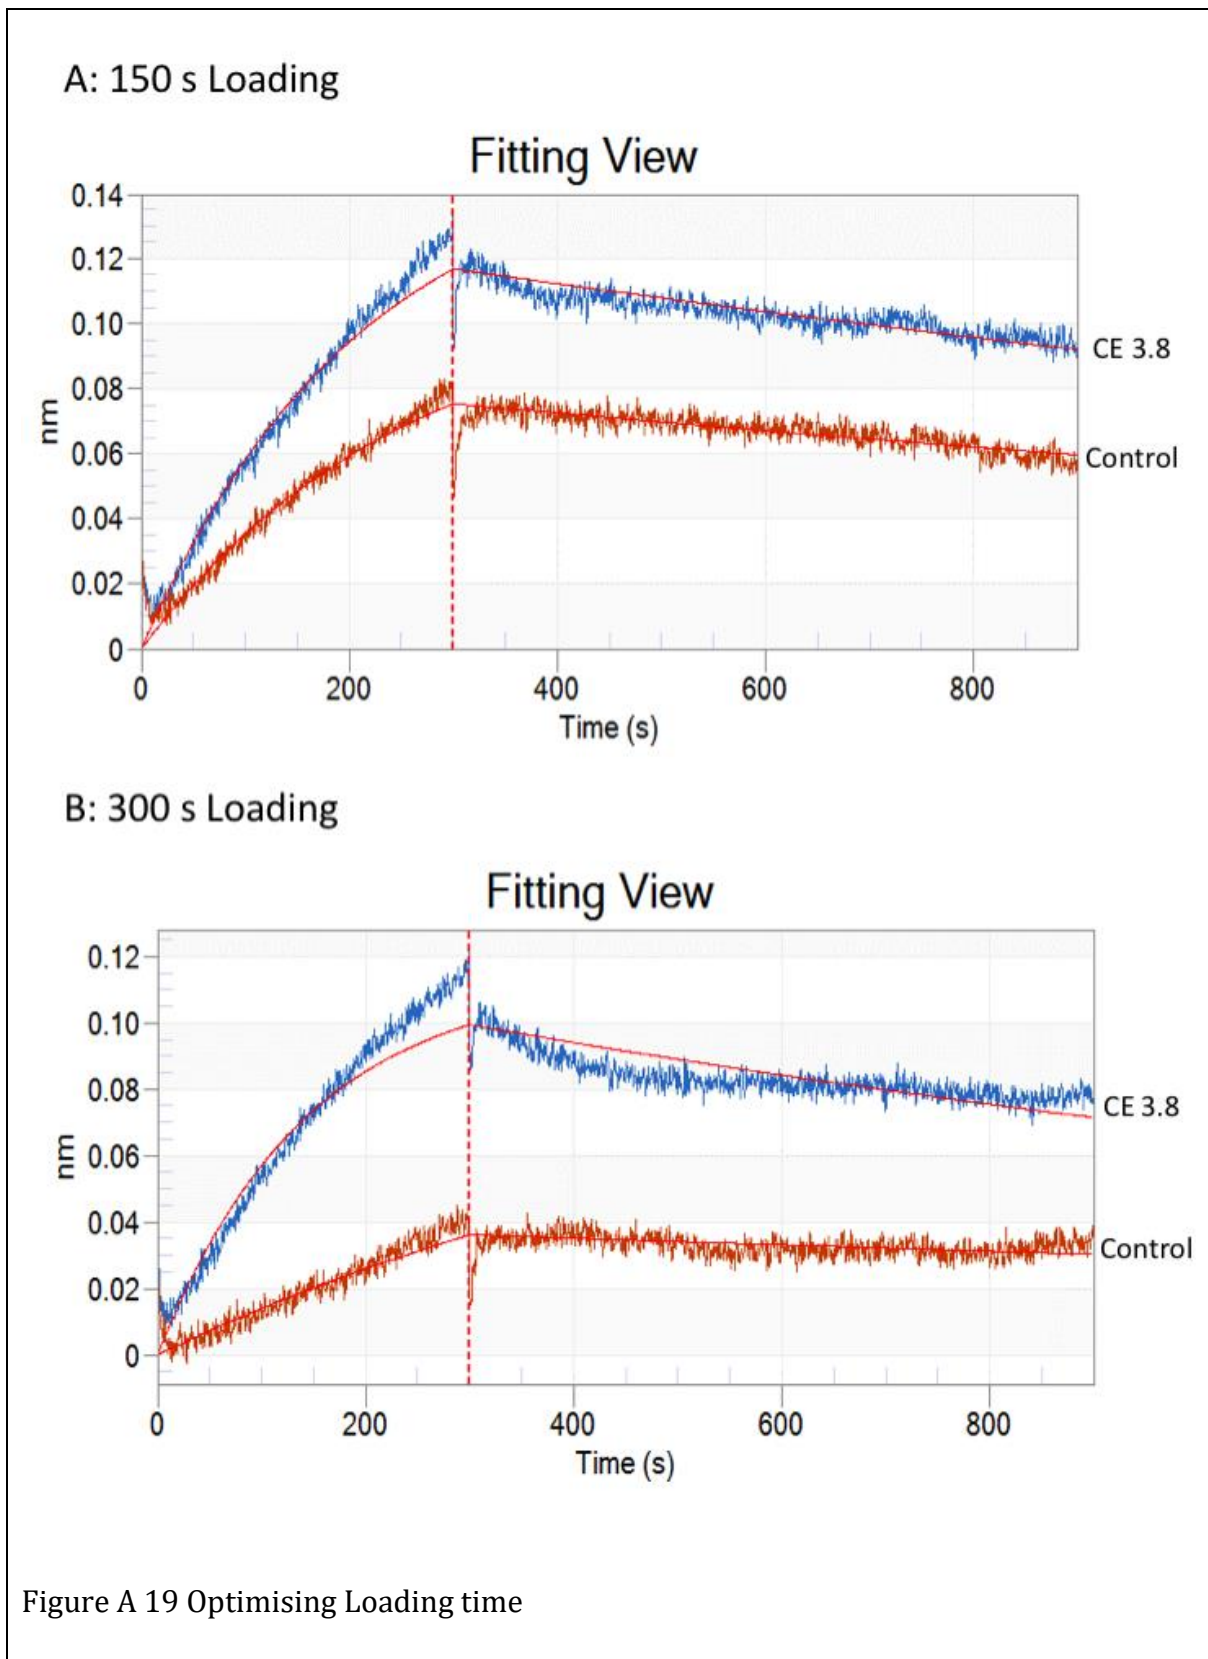 A: 150 s Loading
Fitting View
0.14
0.12
0.10
0.08
0.06
0.04
0.02
0
nm
CE 3.8
Control
0 200 400 600 800
Time (s)
B: 300 s Loading
Fitting View
0.12
0.10
0.08
0.06
0.04
0.02
0
nm
CE 3.8
Control
0 200 400 600 800
Time (s)
Figure A 19 Optimising Loading time